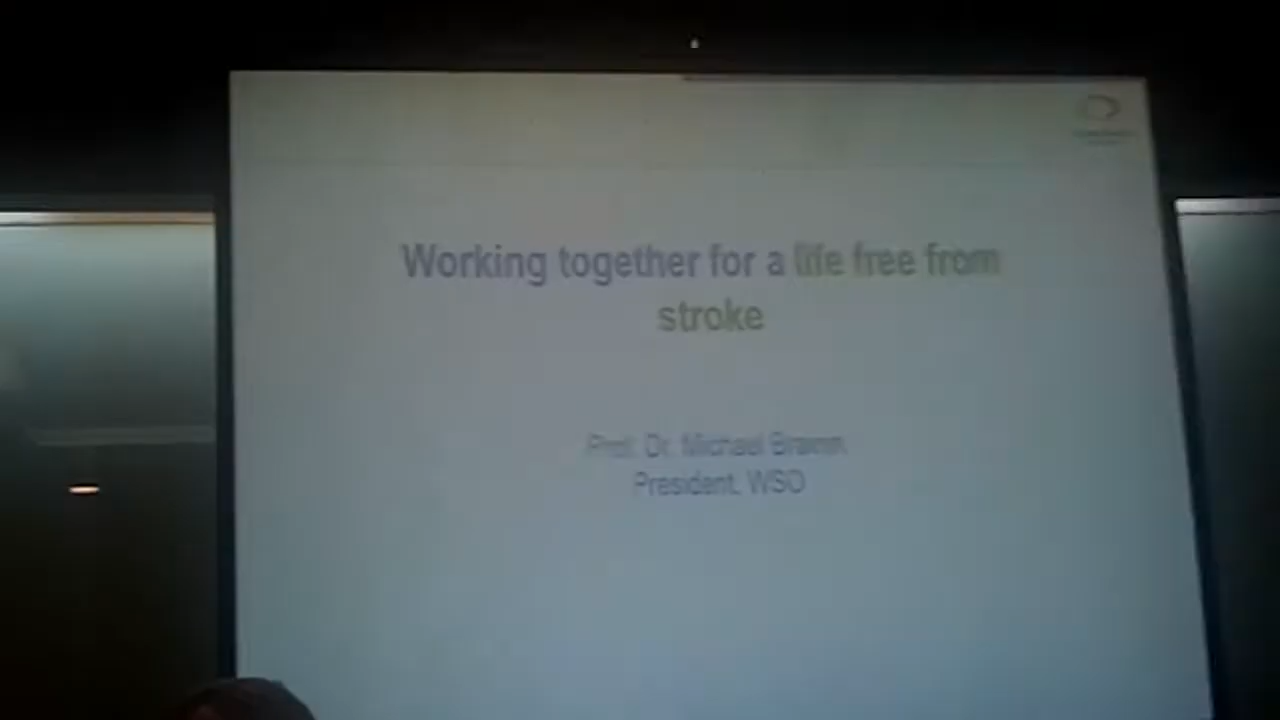 Working together for a life free from
stroke
Prof. Dr. Michael Brainin
President, WSO